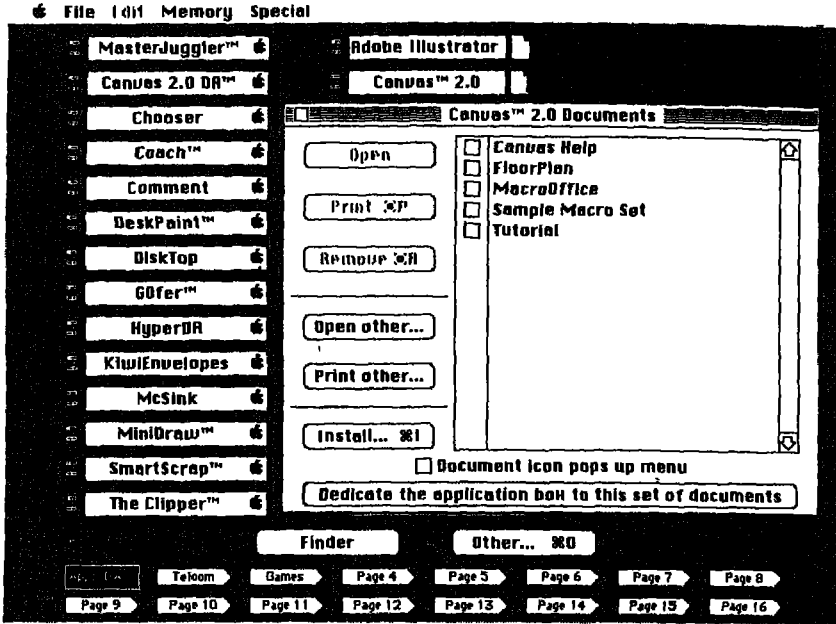 File Edit Memory Special
MasterJuggler™
Adobe Illustrator
Canvas 2.0 DA™
Canvas™ 2.0
Chooser
Canvas™ 2.0 Documents
Coach™
Comment
DeskPaint™
DiskTop
GOfer™
HyperDA
KiwiEnvelopes
McSink
MiniDraw™
SmartScrap™
The Clipper™
Open
Print ⌘P
Remove ⌘R
Open other...
Print other...
Install... ⌘I
Canvas Help
FloorPlan
MacroOffice
Sample Macro Set
Tutorial
Document icon pops up menu
Dedicate the application box to this set of documents
Finder
Other... ⌘O
Telcom Games Page 4 Page 5 Page 6 Page 7 Page 8
Page 9 Page 10 Page 11 Page 12 Page 13 Page 14 Page 15 Page 16